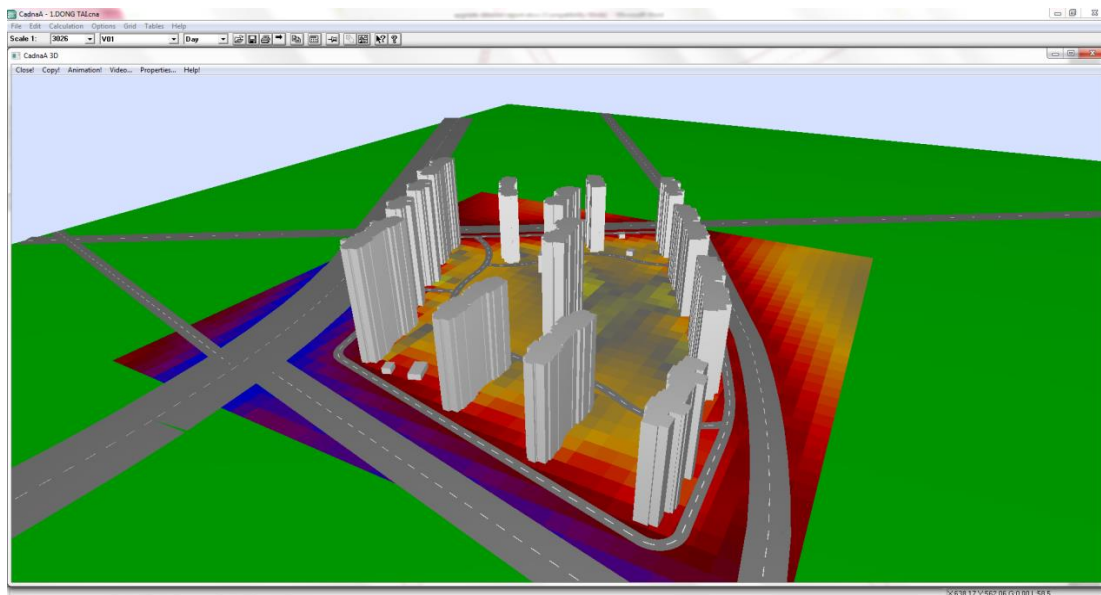 CadnaA - 1.DONG TAI.cna
File Edit Calculation Options Grid Tables Help
Scale 1: 3026 V01 Day
CadnaA 3D
Close! Copy! Animation! Video... Properties... Help!